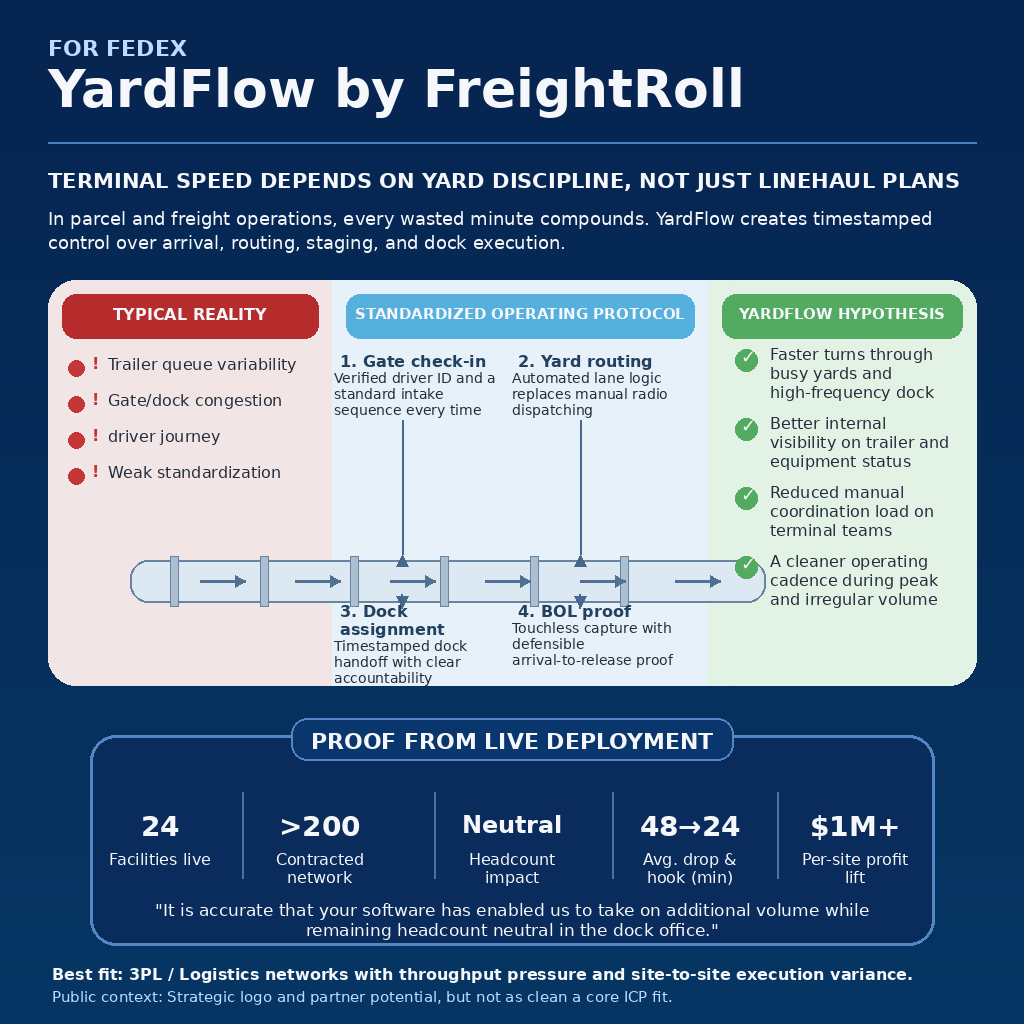 FOR FEDEX
YardFlow by FreightRoll
TERMINAL SPEED DEPENDS ON YARD DISCIPLINE, NOT JUST LINEHAUL PLANS
In parcel and freight operations, every wasted minute compounds. YardFlow creates timestamped
control over arrival, routing, staging, and dock execution.
TYPICAL REALITY
! Trailer queue variability
! Gate/dock congestion
! driver journey
! Weak standardization
STANDARDIZED OPERATING PROTOCOL
1. Gate check-in
Verified driver ID and a
standard intake
sequence every time
2. Yard routing
Automated lane logic
replaces manual radio
dispatching
3. Dock
assignment
Timestamped dock
handoff with clear
accountability
4. BOL proof
Touchless capture with
defensible
arrival-to-release proof
YARDFLOW HYPOTHESIS
✓ Faster turns through
busy yards and
high-frequency dock
✓ Better internal
visibility on trailer and
equipment status
✓ Reduced manual
coordination load on
terminal teams
✓ A cleaner operating
cadence during peak
and irregular volume
PROOF FROM LIVE DEPLOYMENT
24
Facilities live
>200
Contracted
network
Neutral
Headcount
impact
48→24
Avg. drop &
hook (min)
$1M+
Per-site profit
lift
"It is accurate that your software has enabled us to take on additional volume while
remaining headcount neutral in the dock office."
Best fit: 3PL / Logistics networks with throughput pressure and site-to-site execution variance.
Public context: Strategic logo and partner potential, but not as clean a core ICP fit.